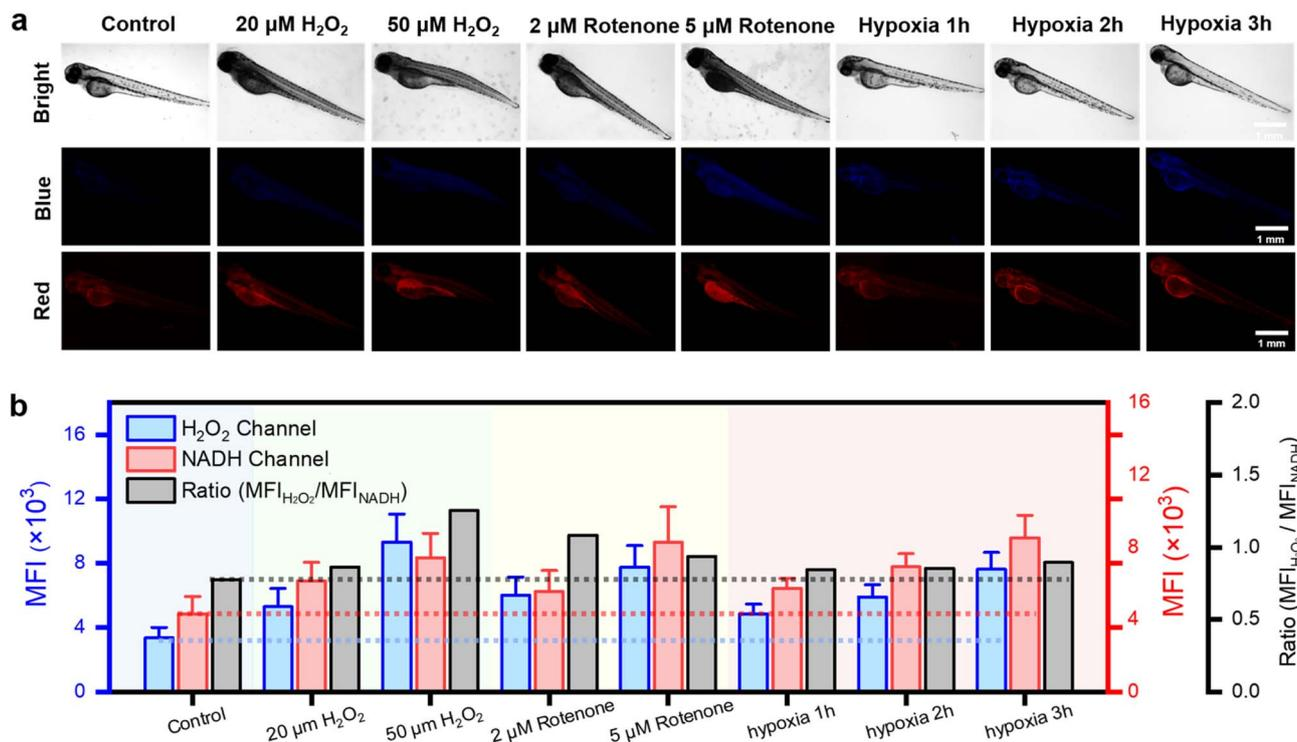 a
Control 20 µM H₂O₂ 50 µM H₂O₂ 2 µM Rotenone 5 µM Rotenone Hypoxia 1h Hypoxia 2h Hypoxia 3h
Bright
1 mm
Blue
1 mm
Red
1 mm
b
MFI (×10³)
16
12
8
4
0
H₂O₂ Channel
NADH Channel
Ratio (MFI_H₂O₂/MFI_NADH)
16
12
8
4
0
MFI (×10³)
2.0
1.5
1.0
0.5
0.0
Ratio (MFI_H₂O₂ / MFI_NADH)
Control 20 µm H₂O₂ 50 µm H₂O₂ 2 µM Rotenone 5 µM Rotenone hypoxia 1h hypoxia 2h hypoxia 3h